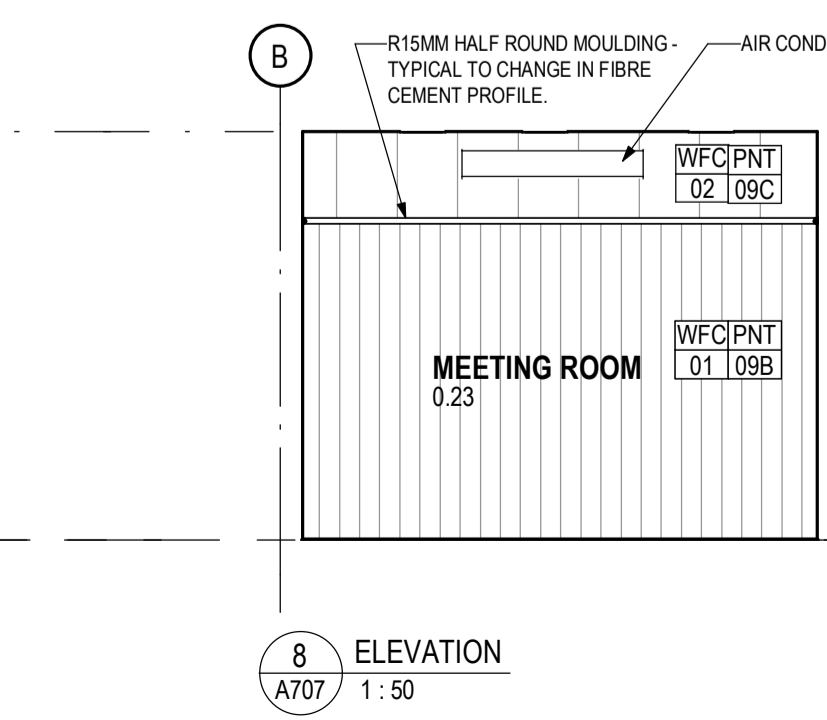 B
R15MM HALF ROUND MOULDING -
TYPICAL TO CHANGE IN FIBRE
CEMENT PROFILE.
AIR COND
WFC PNT
02 09C
WFC PNT
01 09B
MEETING ROOM
0.23
8 ELEVATION
A707 1 : 50